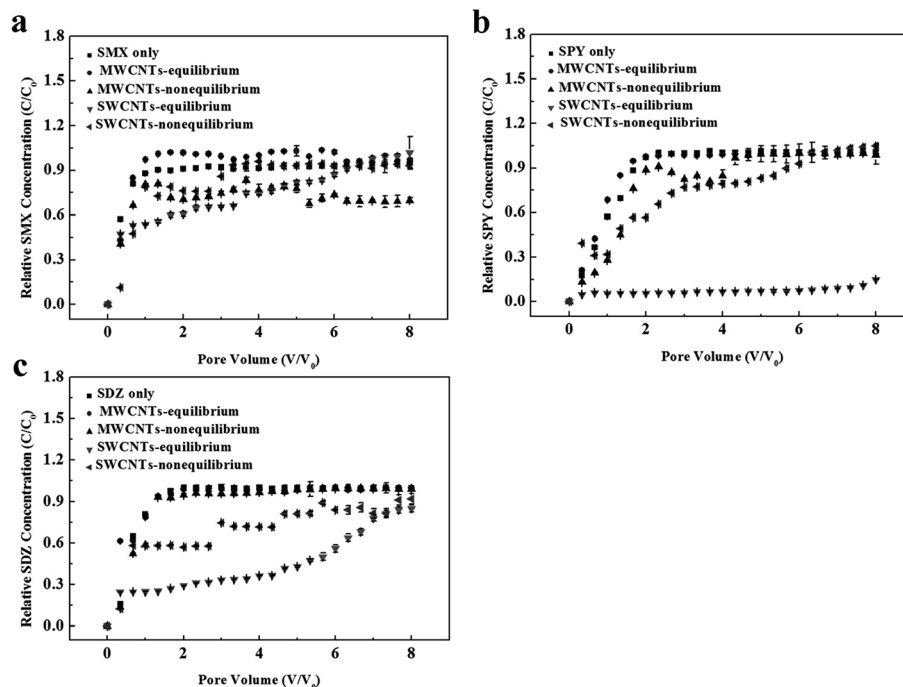 a
1.8
SMX only
MWCNTs-equilibrium
MWCNTs-nonequilibrium
SWCNTs-equilibrium
SWCNTs-nonequilibrium
1.5
1.2
0.9
0.6
0.3
0.0
Relative SMX Concentration (C/C₀)
0 2 4 6 8
Pore Volume (V/V₀)
b
1.8
SPY only
MWCNTs-equilibrium
MWCNTs-nonequilibrium
SWCNTs-equilibrium
SWCNTs-nonequilibrium
1.5
1.2
0.9
0.6
0.3
0.0
Relative SPY Concentration (C/C₀)
0 2 4 6 8
Pore Volume (V/V₀)
c
1.8
SDZ only
MWCNTs-equilibrium
MWCNTs-nonequilibrium
SWCNTs-equilibrium
SWCNTs-nonequilibrium
1.5
1.2
0.9
0.6
0.3
0.0
Relative SDZ Concentration (C/C₀)
0 2 4 6 8
Pore Volume (V/V₀)